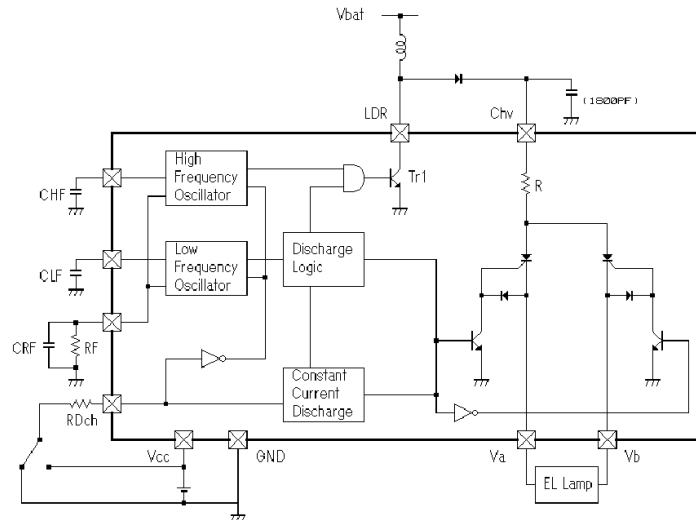 Vbat
(1800PF)
LDR
Chv
High
Frequency
Oscillator
CHF
Tr1
R
Low
Frequency
Oscillator
Discharge
Logic
CLF
CRF
RF
Constant
Current
Discharge
RDch
Vcc
GND
Va
Vb
EL Lamp